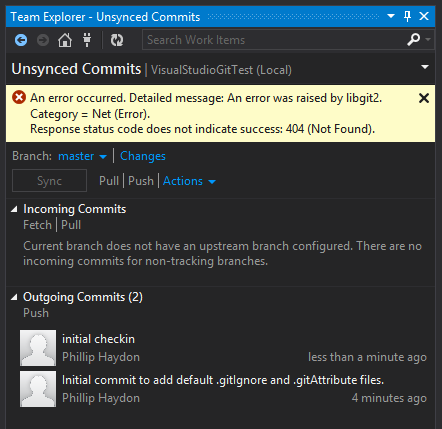 Team Explorer - Unsynced Commits
Search Work Items
Unsynced Commits | VisualStudioGitTest (Local)
An error occurred. Detailed message: An error was raised by libgit2.
Category = Net (Error).
Response status code does not indicate success: 404 (Not Found).
Branch: master | Changes
Sync Pull | Push | Actions
Incoming Commits
Fetch | Pull
Current branch does not have an upstream branch configured. There are no
incoming commits for non-tracking branches.
Outgoing Commits (2)
Push
initial checkin
Phillip Haydon less than a minute ago
Initial commit to add default .gitIgnore and .gitAttribute files.
Phillip Haydon 4 minutes ago